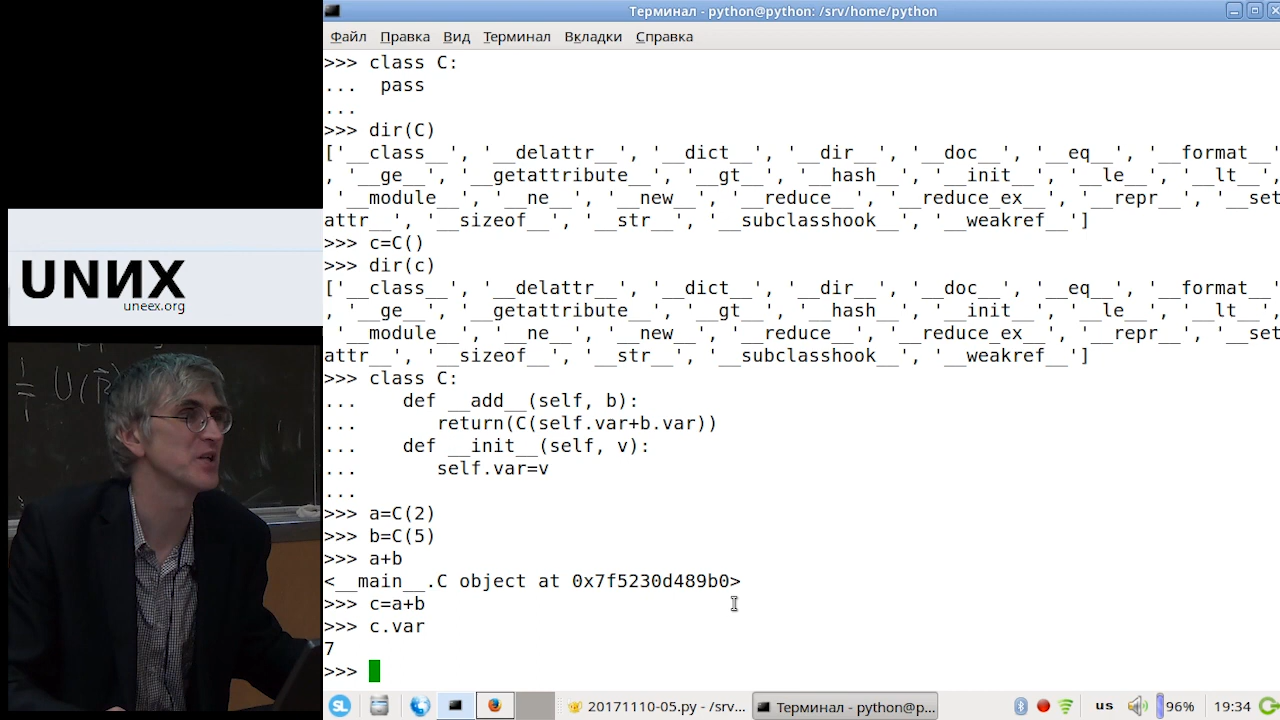 Терминал - python@python: /srv/home/python
Файл Правка Вид Терминал Вкладки Справка
>>> class C:
...  pass
...
>>> dir(C)
['__class__', '__delattr__', '__dict__', '__dir__', '__doc__', '__eq__', '__format__'
, '__ge__', '__getattribute__', '__gt__', '__hash__', '__init__', '__le__', '__lt__',
 '__module__', '__ne__', '__new__', '__reduce__', '__reduce_ex__', '__repr__', '__set
attr__', '__sizeof__', '__str__', '__subclasshook__', '__weakref__']
>>> c=C()
>>> dir(c)
['__class__', '__delattr__', '__dict__', '__dir__', '__doc__', '__eq__', '__format__'
, '__ge__', '__getattribute__', '__gt__', '__hash__', '__init__', '__le__', '__lt__',
 '__module__', '__ne__', '__new__', '__reduce__', '__reduce_ex__', '__repr__', '__set
attr__', '__sizeof__', '__str__', '__subclasshook__', '__weakref__']
>>> class C:
...    def __add__(self, b):
...       return(C(self.var+b.var))
...    def __init__(self, v):
...       self.var=v
...
>>> a=C(2)
>>> b=C(5)
>>> a+b
<__main__.C object at 0x7f5230d489b0>
>>> c=a+b
>>> c.var
7
>>>
UNИX
uneex.org
20171110-05.py - /srv...
Терминал - python@p...
us
96%
19:34